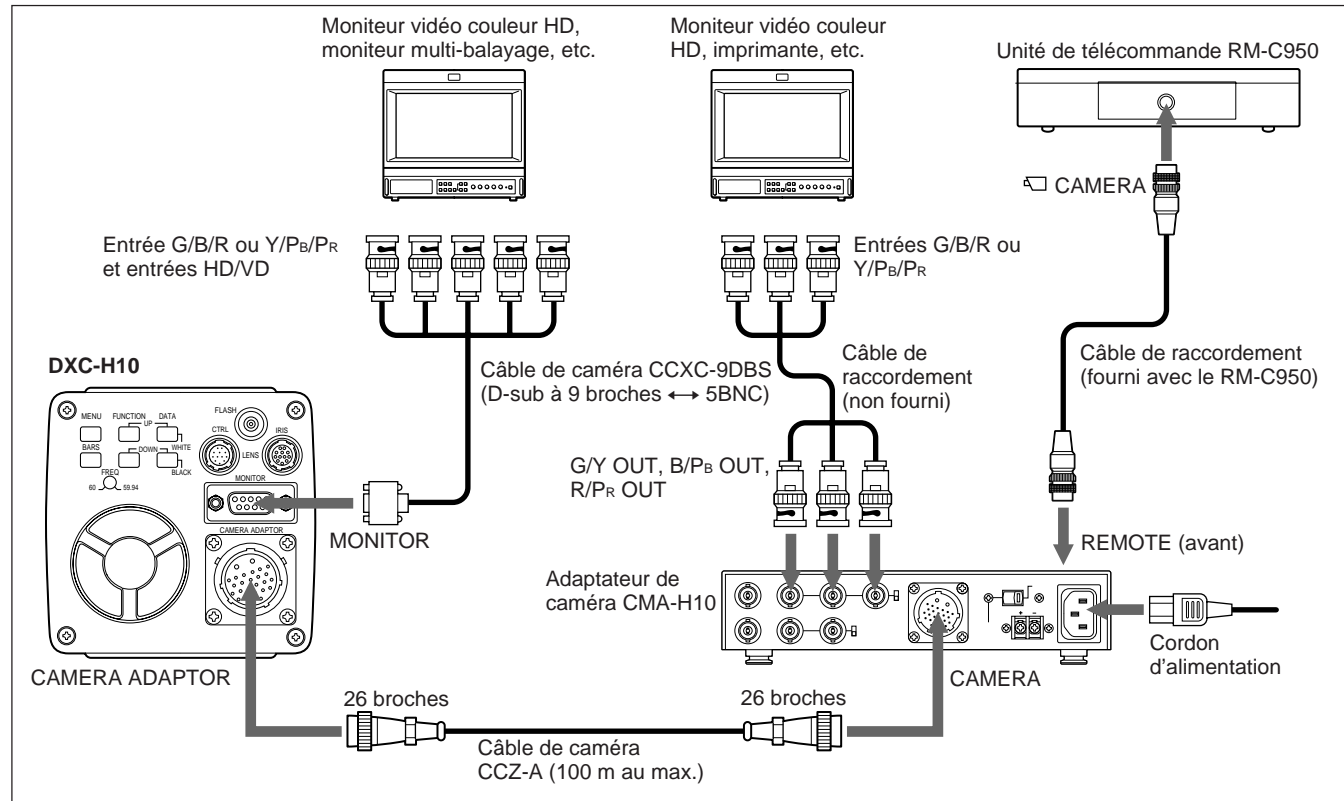 Moniteur vidéo couleur HD,
moniteur multi-balayage, etc.
Moniteur vidéo couleur
HD, imprimante, etc.
Unité de télécommande RM-C950
CAMERA
Entrée G/B/R ou Y/PB/PR
et entrées HD/VD
Entrées G/B/R ou
Y/PB/PR
DXC-H10
Câble de caméra CCXC-9DBS
(D-sub à 9 broches ↔ 5BNC)
Câble de
raccordement
(non fourni)
Câble de raccordement
(fourni avec le RM-C950)
MENU
FUNCTION
DATA
UP
BARS
DOWN
WHITE
BLACK
FREQ
60
59.94
FLASH
CTRL
IRIS
LENS
MONITOR
CAMERA ADAPTOR
MONITOR
G/Y OUT, B/PB OUT,
R/PR OUT
REMOTE (avant)
Adaptateur de
caméra CMA-H10
+ −
Cordon
d'alimentation
CAMERA ADAPTOR
CAMERA
26 broches
26 broches
Câble de caméra
CCZ-A (100 m au max.)